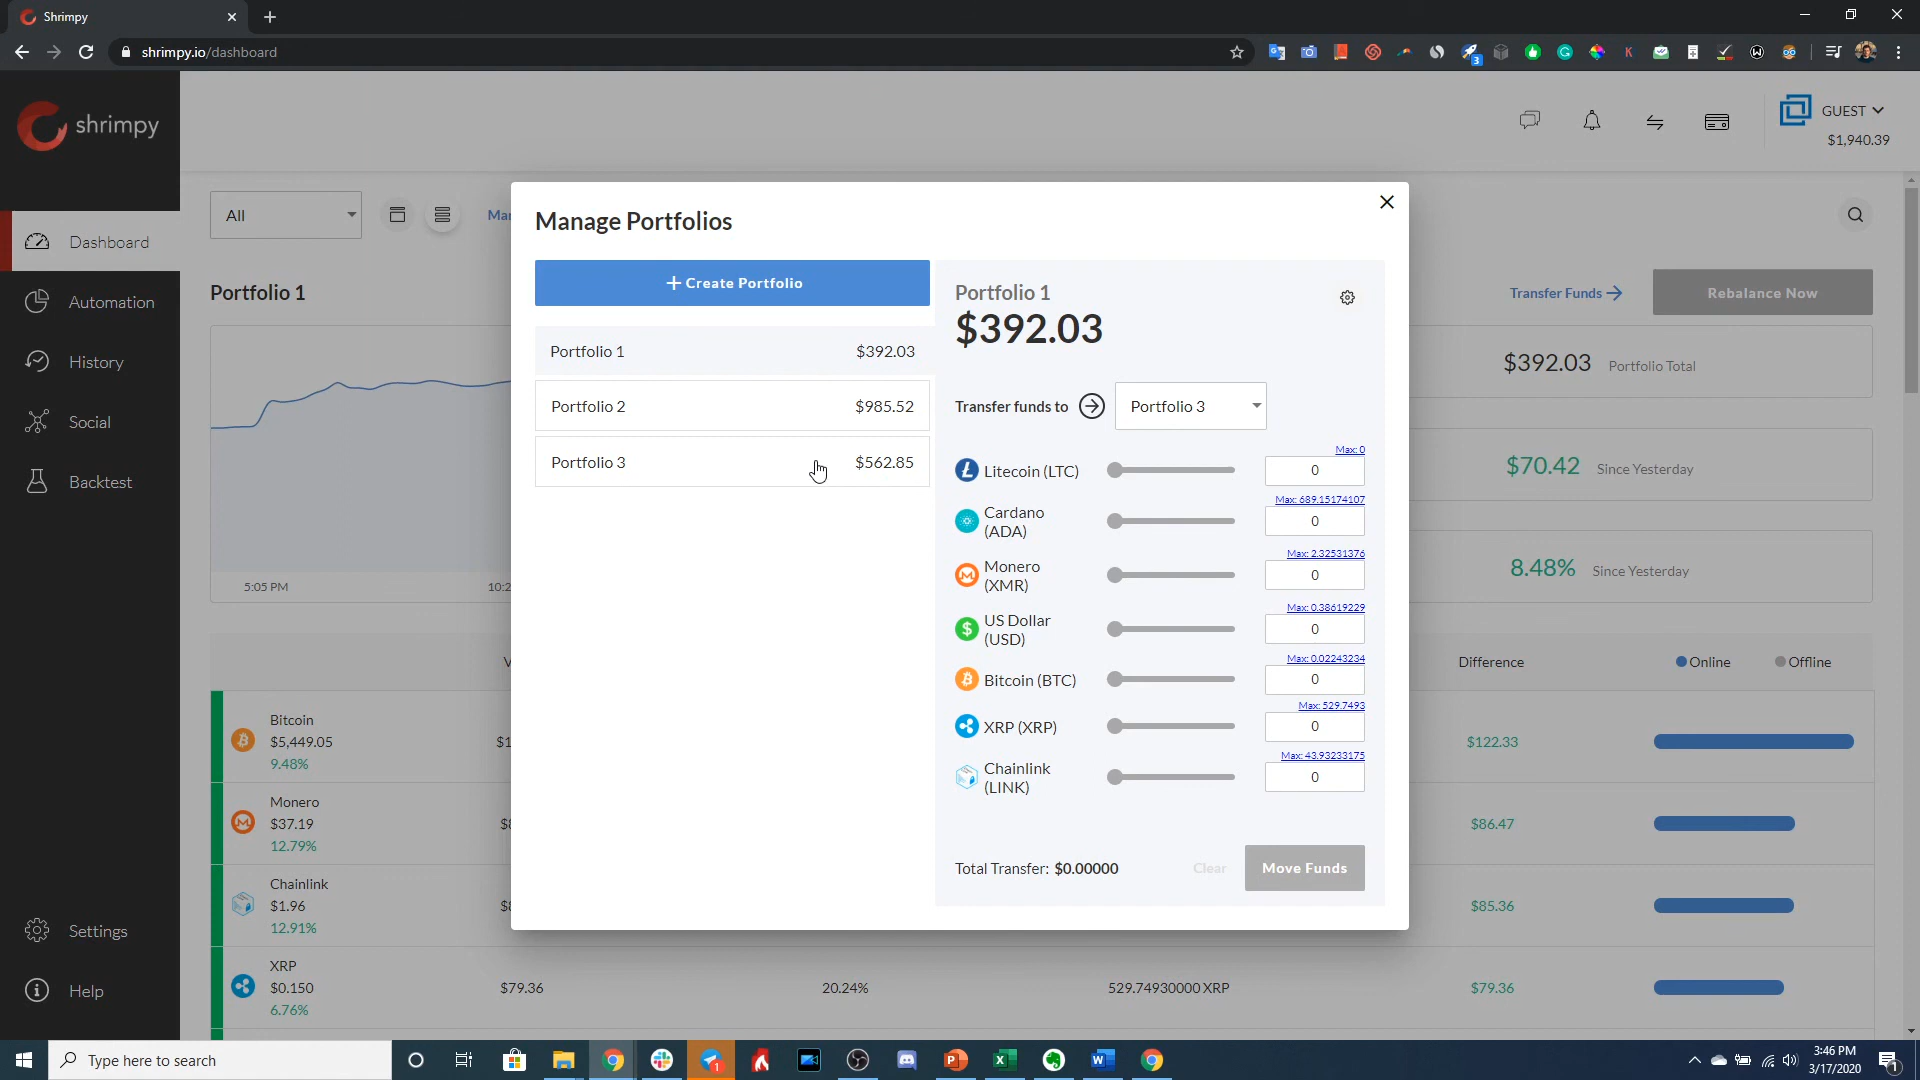 Shrimpy
shrimpy.io/dashboard
3
shrimpy
GUEST
$1,940.39
Dashboard
Automation
History
Social
Backtest
Settings
Help
All
Portfolio 1
Transfer Funds
Rebalance Now
$392.03 Portfolio Total
$70.42 Since Yesterday
8.48% Since Yesterday
5:05 PM
Difference
Online
Offline
Bitcoin
$5,449.05
9.48%
$122.33
Monero
$37.19
12.79%
$86.47
Chainlink
$1.96
12.91%
$85.36
XRP
$0.150
6.76%
$79.36
20.24%
529.74930000 XRP
$79.36
Manage Portfolios
+ Create Portfolio
Portfolio 1 $392.03
Portfolio 2 $985.52
Portfolio 3 $562.85
Portfolio 1
$392.03
Transfer funds to
Portfolio 3
Max: 0
Litecoin (LTC)
0
Max: 689.15174107
Cardano
(ADA)
0
Max: 2.32531376
Monero
(XMR)
0
Max: 0.38619229
US Dollar
(USD)
0
Max: 0.02243234
Bitcoin (BTC)
0
Max: 529.7493
XRP (XRP)
0
Max: 43.93233175
Chainlink
(LINK)
0
Total Transfer: $0.00000
Clear
Move Funds
Type here to search
1
3:46 PM
3/17/2020
1